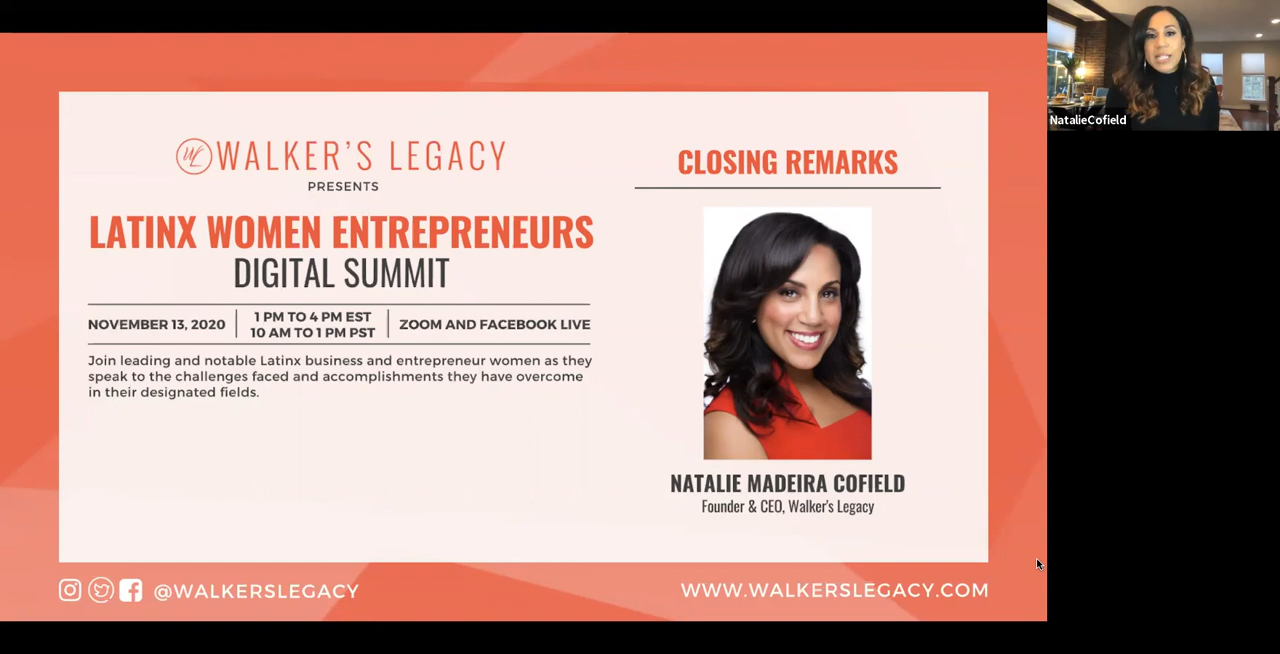 WALKER'S LEGACY
PRESENTS
LATINX WOMEN ENTREPRENEURS
DIGITAL SUMMIT
NOVEMBER 13, 2020
1 PM TO 4 PM EST
10 AM TO 1 PM PST
ZOOM AND FACEBOOK LIVE
Join leading and notable Latinx business and entrepreneur women as they
speak to the challenges faced and accomplishments they have overcome
in their designated fields.
CLOSING REMARKS
NATALIE MADEIRA COFIELD
Founder & CEO, Walker's Legacy
@WALKERSLEGACY
WWW.WALKERSLEGACY.COM
NatalieCofield